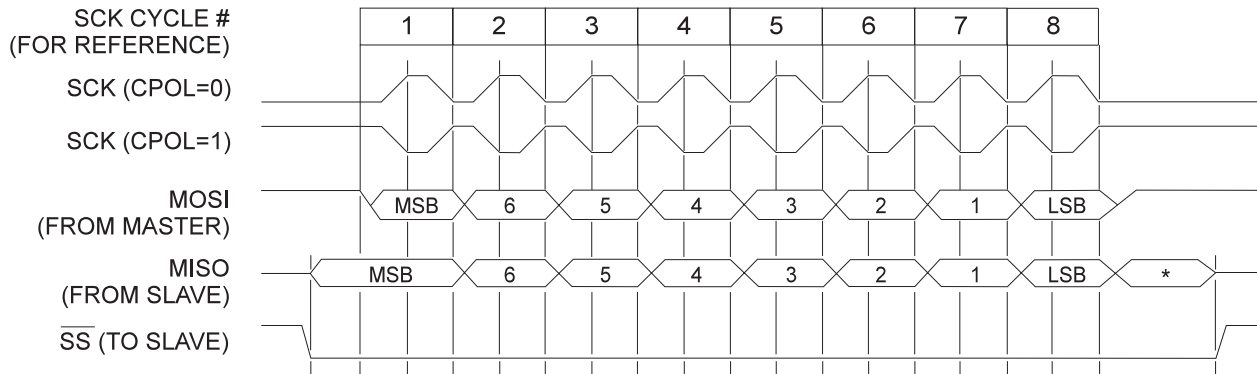 SCK CYCLE # 1 2 3 4 5 6 7 8
(FOR REFERENCE)
SCK (CPOL=0)
SCK (CPOL=1)
MOSI MSB 6 5 4 3 2 1 LSB
(FROM MASTER)
MISO MSB 6 5 4 3 2 1 LSB *
(FROM SLAVE)
SS (TO SLAVE)